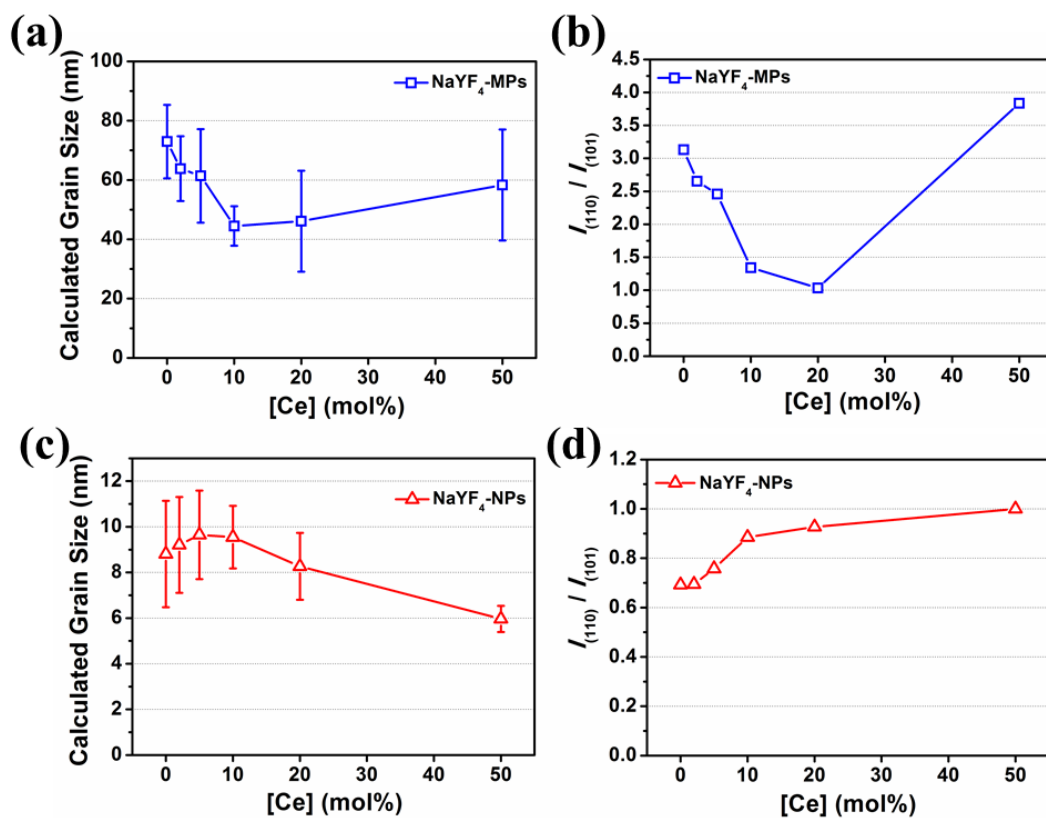 (a)
Calculated Grain Size (nm)
100
80
60
40
20
0
NaYF4-MPs
0 10 20 30 40 50
[Ce] (mol%)
(b)
I(110) / I(101)
4.5
4.0
3.5
3.0
2.5
2.0
1.5
1.0
0.5
0.0
NaYF4-MPs
0 10 20 30 40 50
[Ce] (mol%)
(c)
Calculated Grain Size (nm)
12
10
8
6
4
2
0
NaYF4-NPs
0 10 20 30 40 50
[Ce] (mol%)
(d)
I(110) / I(101)
1.2
1.0
0.8
0.6
0.4
0.2
0.0
NaYF4-NPs
0 10 20 30 40 50
[Ce] (mol%)